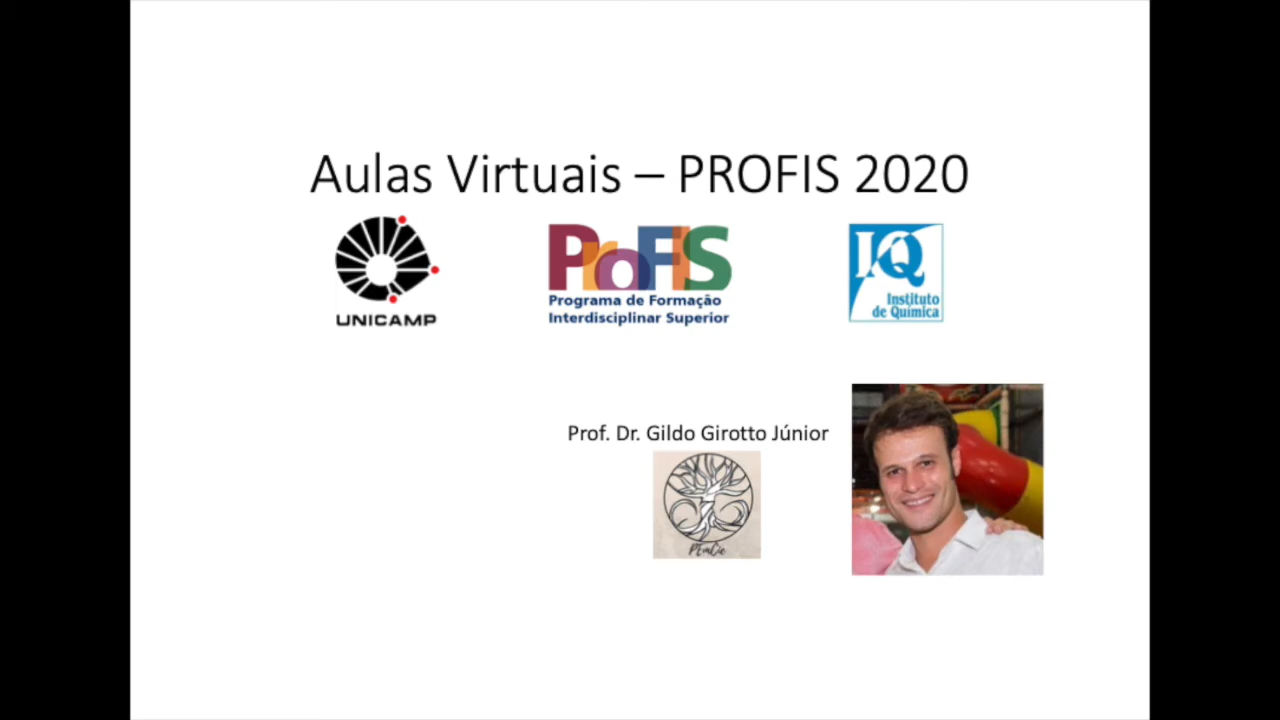 Aulas Virtuais – PROFIS 2020
UNICAMP
ProFIS
Programa de Formação
Interdisciplinar Superior
IQ
Instituto
de Química
Prof. Dr. Gildo Girotto Júnior
PEmCie